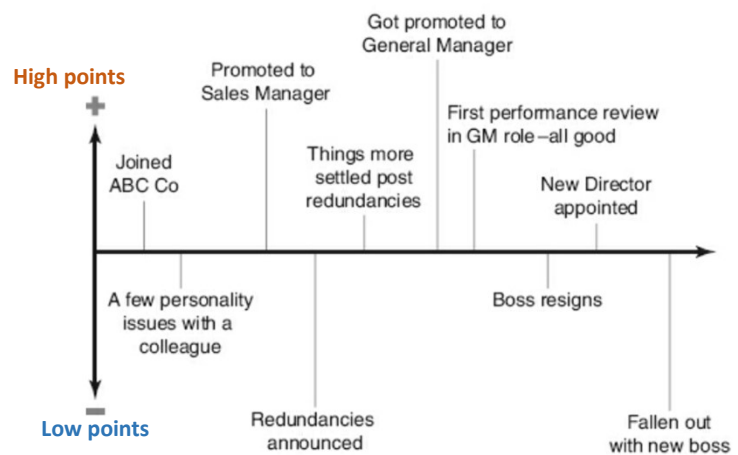 High points
+
Joined
ABC Co
A few personality
issues with a
colleague
Promoted to
Sales Manager
Redundancies
announced
Things more
settled post
redundancies
Got promoted to
General Manager
First performance review
in GM role–all good
Boss resigns
New Director
appointed
Fallen out
with new boss
–
Low points